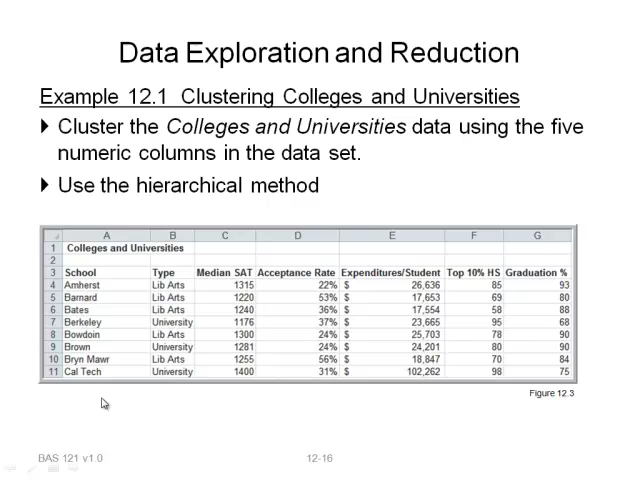 Data Exploration and Reduction
Example 12.1 Clustering Colleges and Universities
Cluster the Colleges and Universities data using the five
numeric columns in the data set.
Use the hierarchical method
A B C D E F G
1 Colleges and Universities
2
3 School Type Median SAT Acceptance Rate Expenditures/Student Top 10% HS Graduation %
4 Amherst Lib Arts 1315 22% $ 26,636 85 93
5 Barnard Lib Arts 1220 53% $ 17,653 69 80
6 Bates Lib Arts 1240 36% $ 17,554 58 88
7 Berkeley University 1176 37% $ 23,665 95 68
8 Bowdoin Lib Arts 1300 24% $ 25,703 78 90
9 Brown University 1281 24% $ 24,201 80 90
10 Bryn Mawr Lib Arts 1255 56% $ 18,847 70 84
11 Cal Tech University 1400 31% $ 102,262 98 75
Figure 12.3
BAS 121 v1.0 12-16